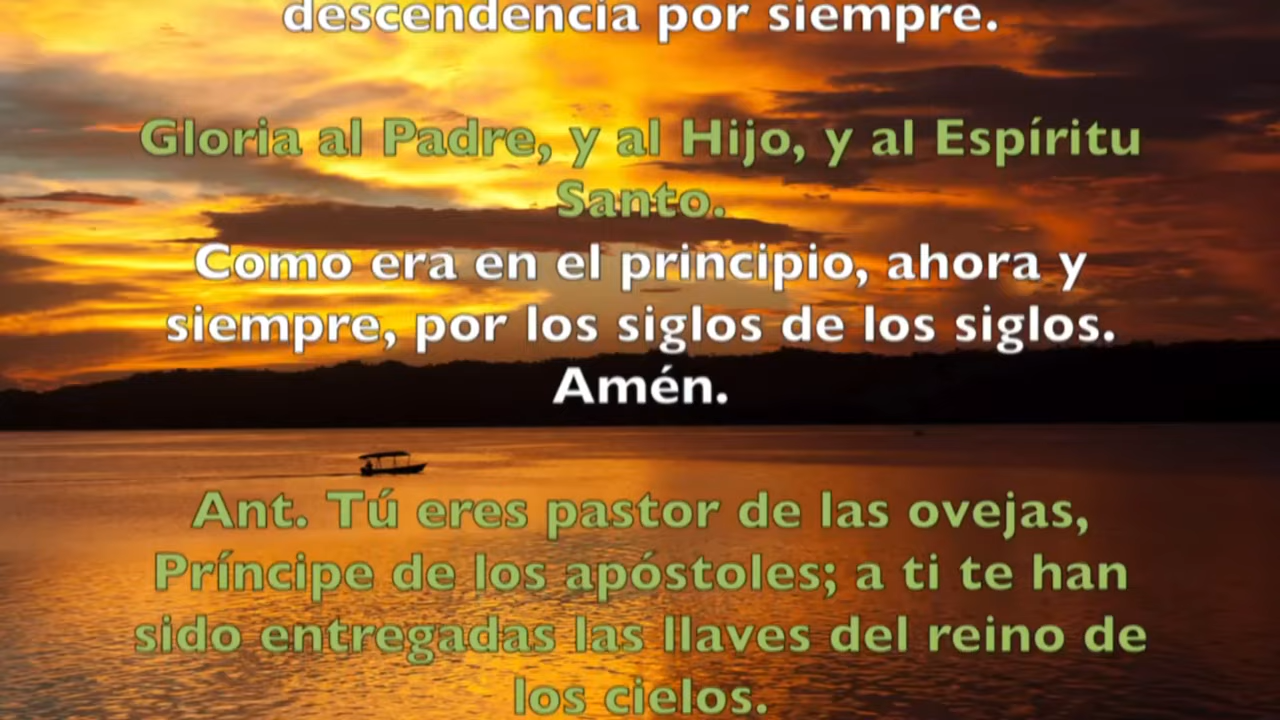 descendencia por siempre.
Gloria al Padre, y al Hijo, y al Espíritu
Santo.
Como era en el principio, ahora y
siempre, por los siglos de los siglos.
Amén.
Ant. Tú eres pastor de las ovejas,
Príncipe de los apóstoles; a ti te han
sido entregadas las llaves del reino de
los cielos.